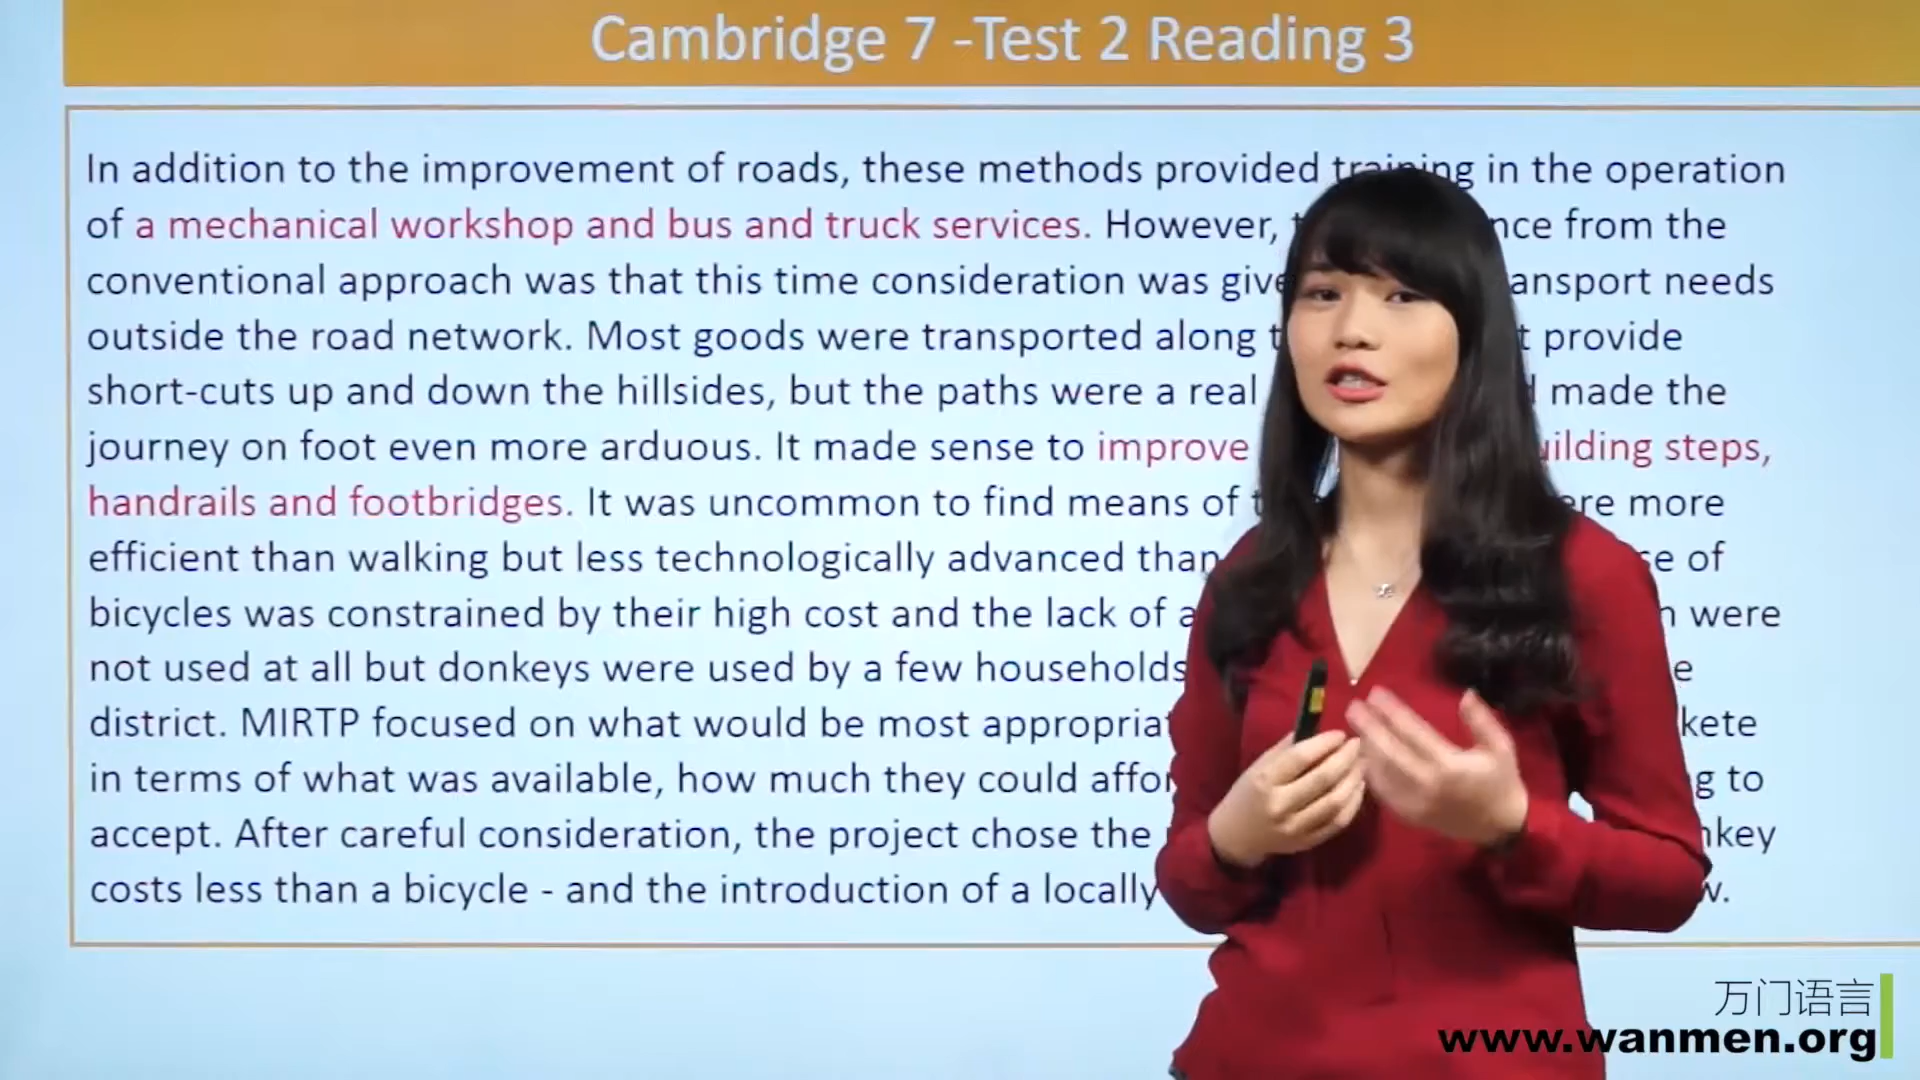 Cambridge 7 -Test 2 Reading 3
In addition to the improvement of roads, these methods provided training in the operation
of a mechanical workshop and bus and truck services. However, nce from the
conventional approach was that this time consideration was give ansport needs
outside the road network. Most goods were transported along t t provide
short-cuts up and down the hillsides, but the paths were a real d made the
journey on foot even more arduous. It made sense to improve uilding steps,
handrails and footbridges. It was uncommon to find means of ere more
efficient than walking but less technologically advanced than se of
bicycles was constrained by their high cost and the lack of a n were
not used at all but donkeys were used by a few households e
district. MIRTP focused on what would be most appropriat kete
in terms of what was available, how much they could affor g to
accept. After careful consideration, the project chose the nkey
costs less than a bicycle - and the introduction of a locally w.
万门语言
www.wanmen.org